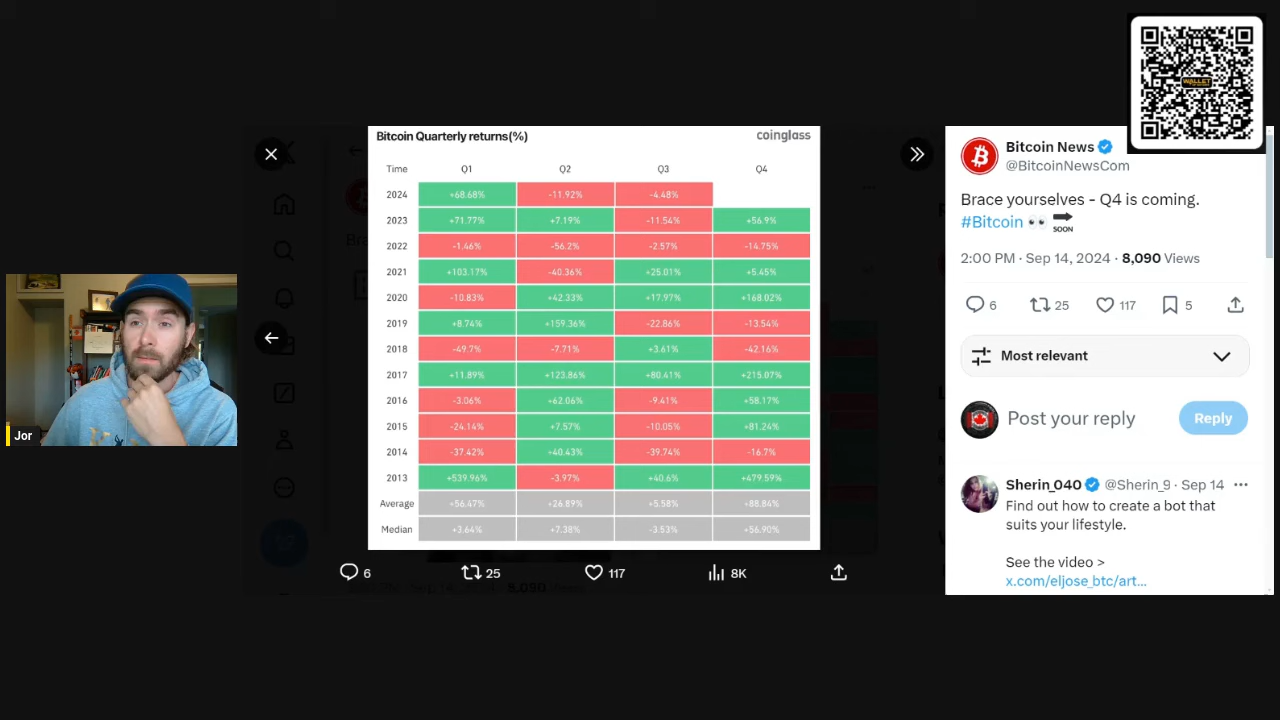 WALLET
Bitcoin Quarterly returns(%)
coinglass
Time Q1 Q2 Q3 Q4
2024 +68.68% -11.92% -4.48%
2023 +71.77% +7.19% -11.54% +56.9%
2022 -1.46% -56.2% -2.57% -14.75%
2021 +103.17% -40.36% +25.01% +5.45%
2020 -10.83% +42.33% +17.97% +168.02%
2019 +8.74% +159.36% -22.86% -13.54%
2018 -49.7% -7.71% +3.61% -42.16%
2017 +11.89% +123.86% +80.41% +215.07%
2016 -3.06% +62.06% -9.41% +58.17%
2015 -24.14% +7.57% -10.05% +81.24%
2014 -37.42% +40.43% -39.74% -16.7%
2013 +539.96% -3.97% +40.6% +479.59%
Average +56.47% +26.89% +5.58% +88.84%
Median +3.64% +7.38% -3.53% +56.90%
6 25 117 8K
Jor
Bitcoin News
@BitcoinNewsCom
Brace yourselves - Q4 is coming.
#Bitcoin 👀 🔜 SOON
2:00 PM · Sep 14, 2024 · 8,090 Views
6 25 117 5
Most relevant
Post your reply Reply
Sherin_040 @Sherin_9 · Sep 14
Find out how to create a bot that
suits your lifestyle.
See the video >
x.com/eljose_btc/art...